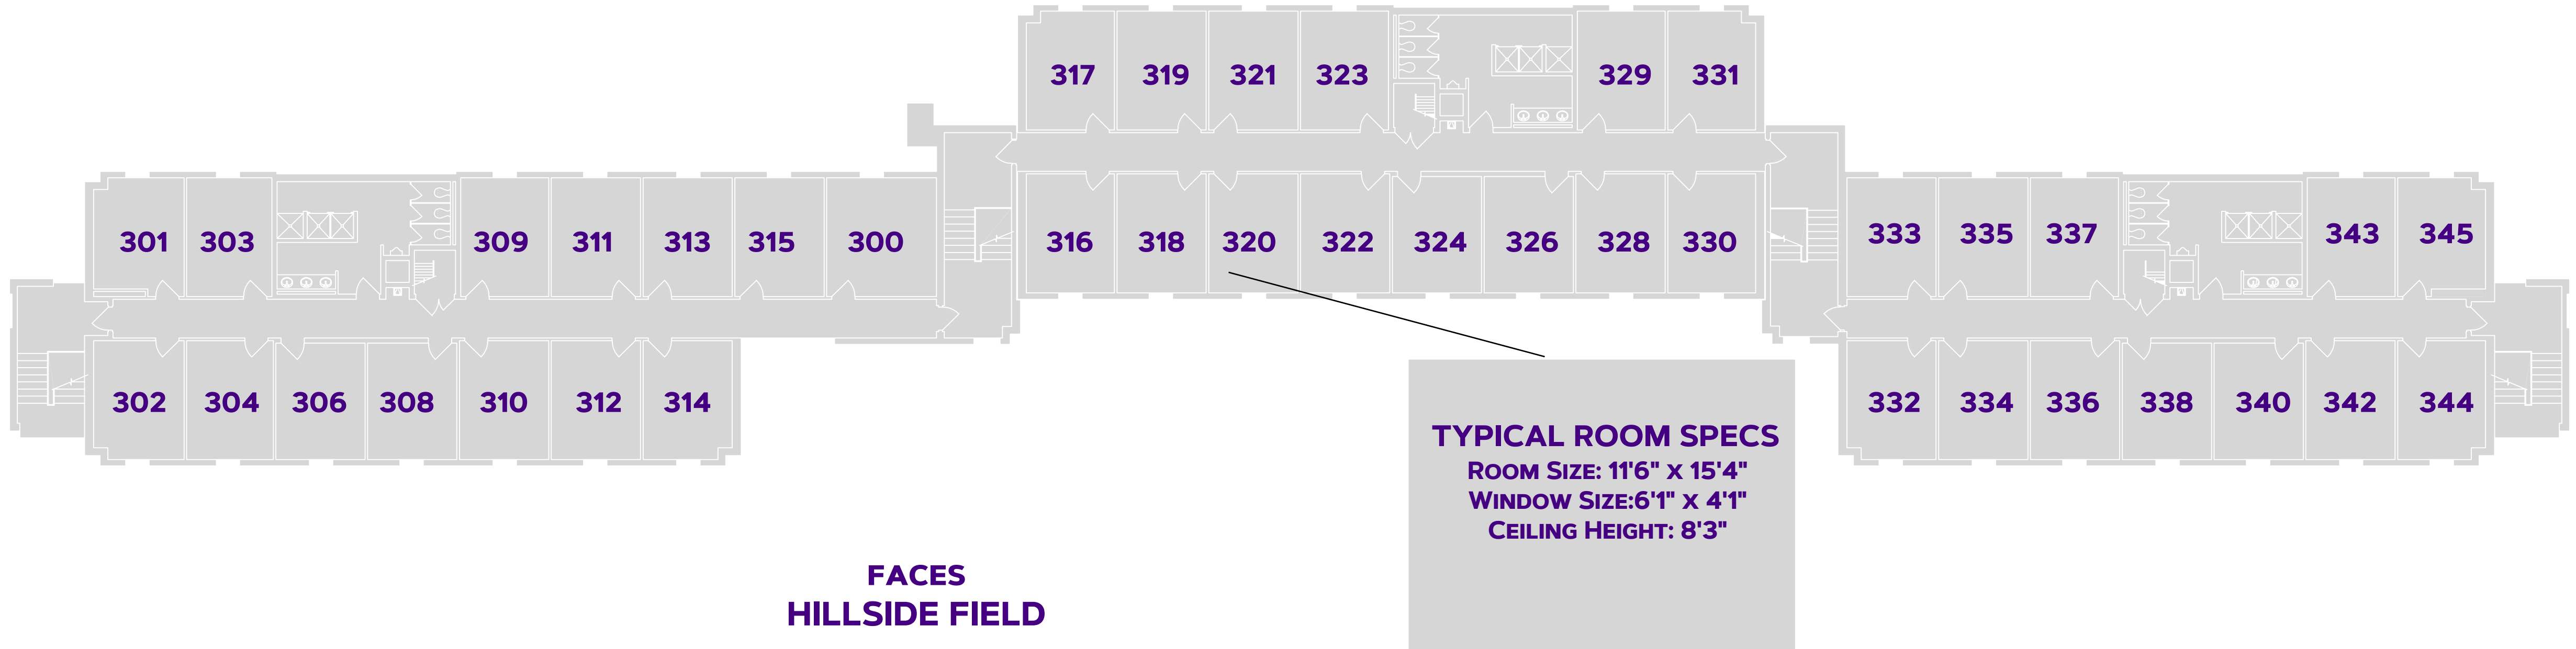 317 319 321 323 329 331
301 303 309 311 313 315 300 316 318 320 322 324 326 328 330 333 335 337 343 345
302 304 306 308 310 312 314 332 334 336 338 340 342 344
TYPICAL ROOM SPECS
ROOM SIZE: 11'6" X 15'4"
WINDOW SIZE:6'1" X 4'1"
CEILING HEIGHT: 8'3"
FACES
HILLSIDE FIELD